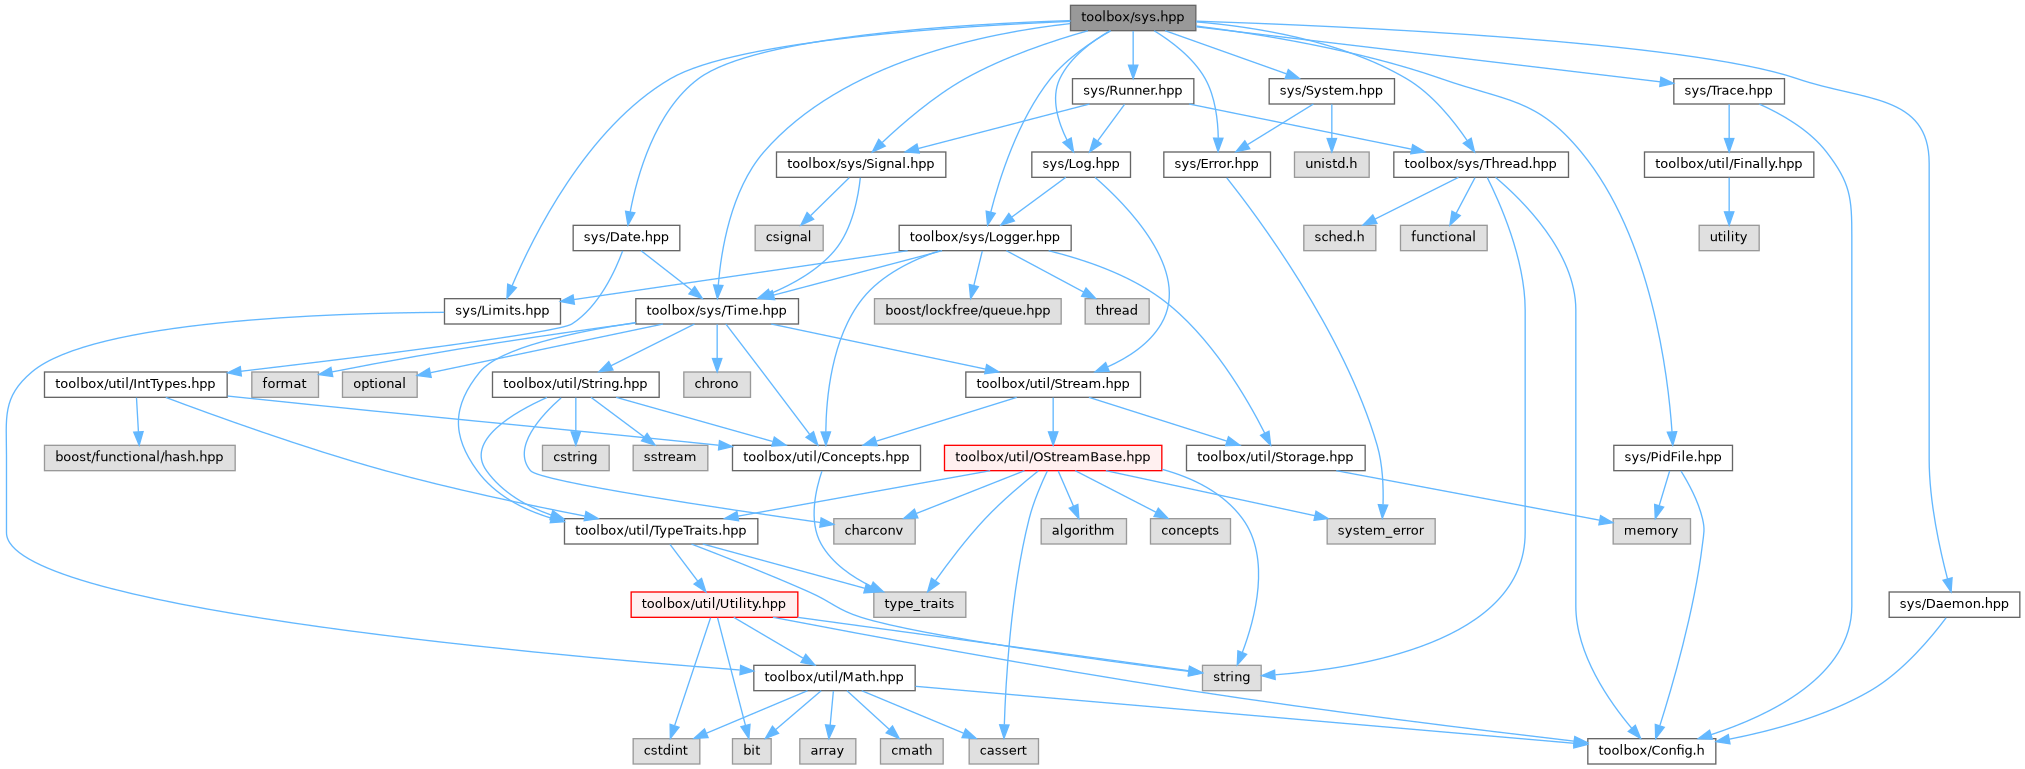 toolbox/sys.hpp
sys/Runner.hpp
sys/System.hpp
sys/Trace.hpp
toolbox/sys/Signal.hpp
sys/Log.hpp
sys/Error.hpp
unistd.h
toolbox/sys/Thread.hpp
toolbox/util/Finally.hpp
csignal
sys/Date.hpp
toolbox/sys/Logger.hpp
sched.h
functional
utility
sys/Limits.hpp
toolbox/sys/Time.hpp
boost/lockfree/queue.hpp
thread
toolbox/util/IntTypes.hpp
format
optional
toolbox/util/String.hpp
chrono
toolbox/util/Stream.hpp
boost/functional/hash.hpp
cstring
sstream
toolbox/util/Concepts.hpp
toolbox/util/OStreamBase.hpp
toolbox/util/Storage.hpp
sys/PidFile.hpp
toolbox/util/TypeTraits.hpp
charconv
algorithm
concepts
system_error
memory
toolbox/util/Utility.hpp
type_traits
sys/Daemon.hpp
toolbox/util/Math.hpp
string
cstdint
bit
array
cmath
cassert
toolbox/Config.h